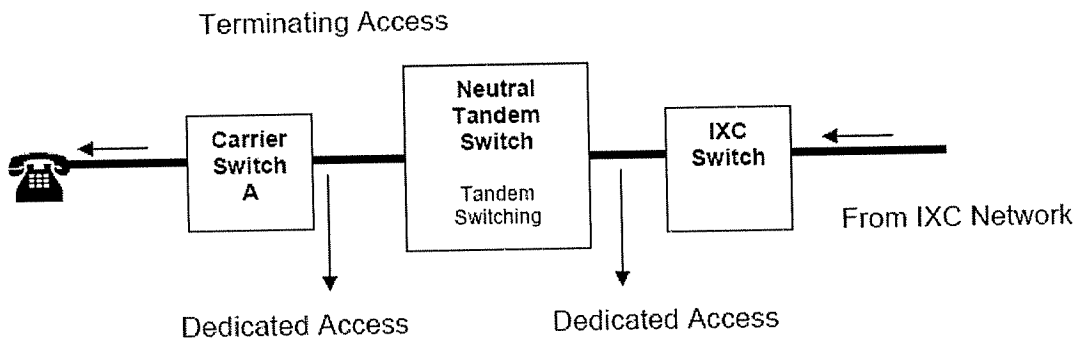 Terminating Access
Neutral
Tandem
Switch
Tandem
Switching
Carrier
Switch
A
IXC
Switch
From IXC Network
Dedicated Access
Dedicated Access